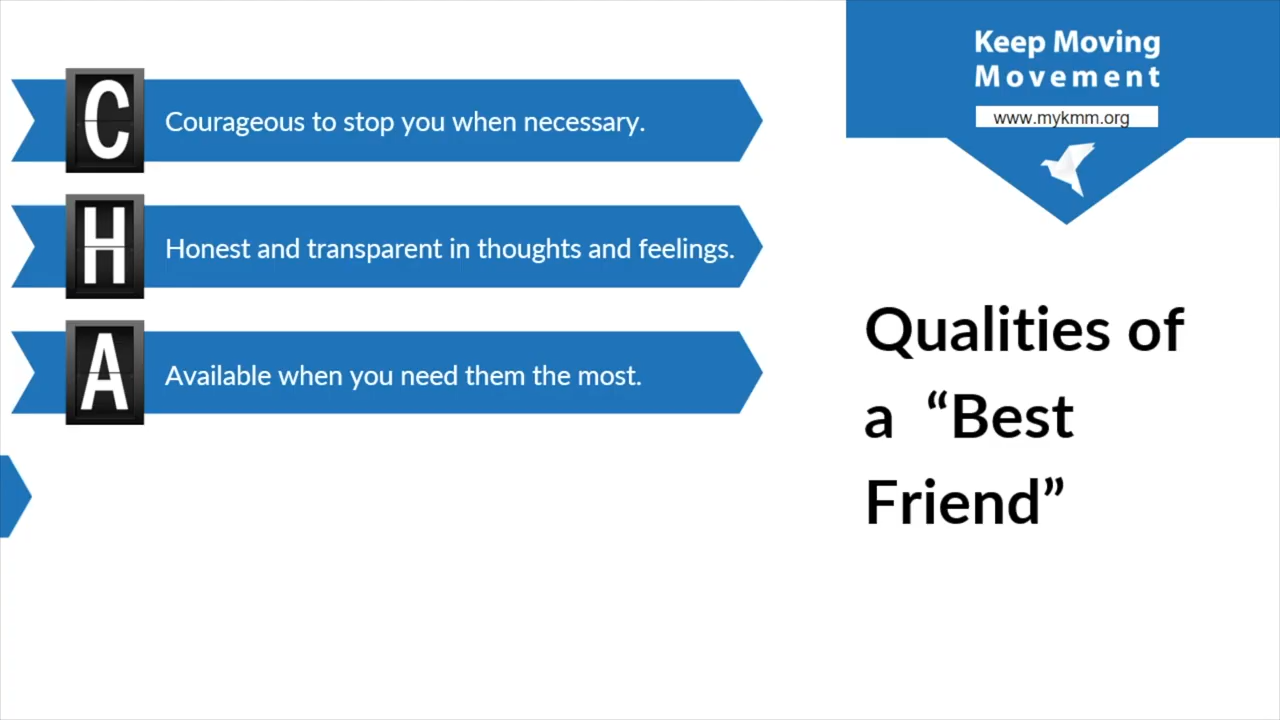 C
Courageous to stop you when necessary.
H
Honest and transparent in thoughts and feelings.
A
Available when you need them the most.
Keep Moving
Movement
www.mykmm.org
Qualities of
a “Best
Friend”